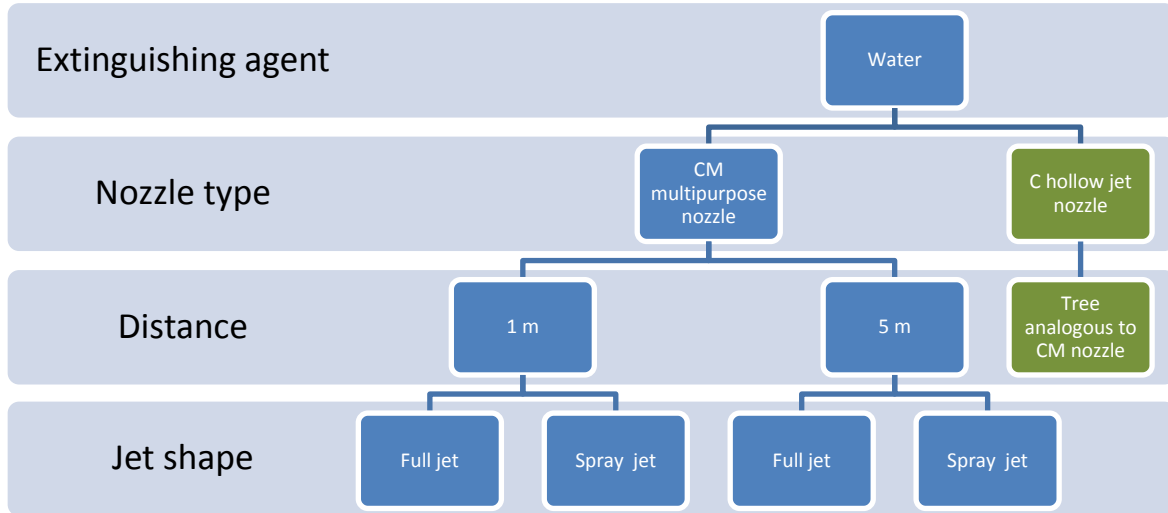 Extinguishing agent
Water
Nozzle type
CM
multipurpose
nozzle
C hollow jet
nozzle
Distance
1 m
5 m
Tree
analogous to
CM nozzle
Jet shape
Full jet
Spray jet
Full jet
Spray jet